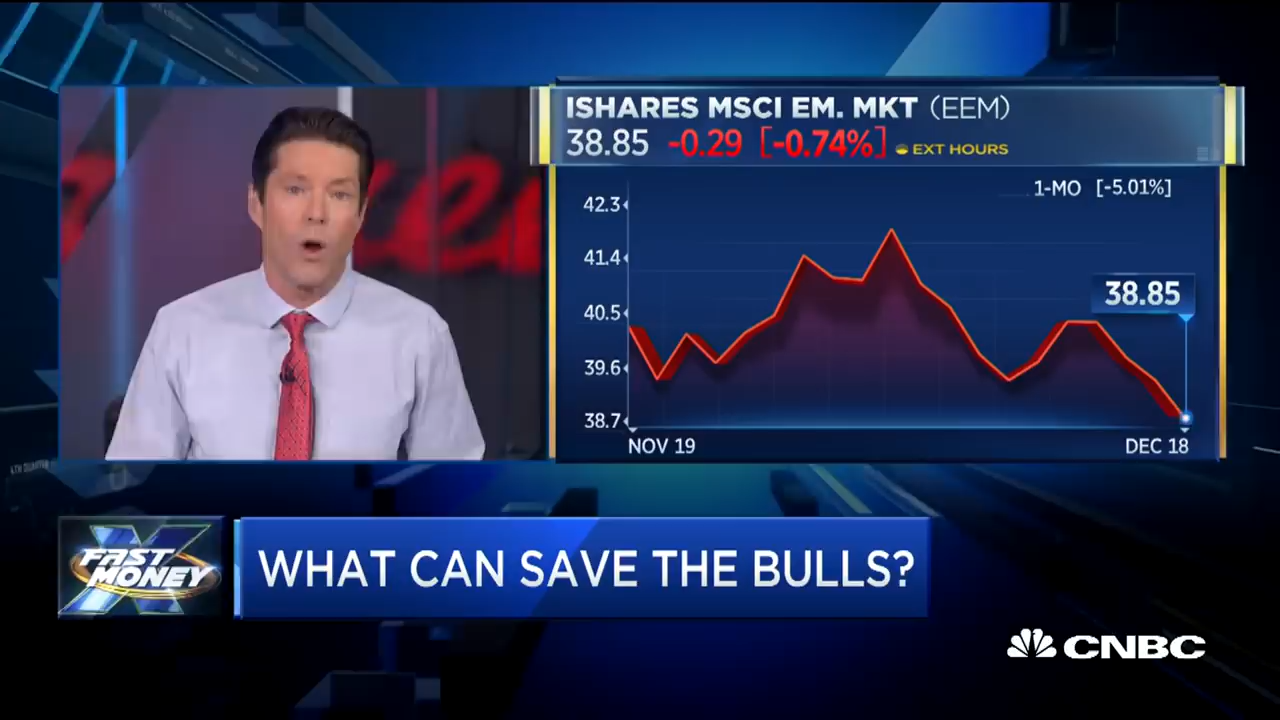 ISHARES MSCI EM. MKT (EEM)
38.85 -0.29 [-0.74%] EXT HOURS
1-MO [-5.01%]
42.3
41.4
40.5
39.6
38.7
38.85
NOV 19 DEC 18
FAST
MONEY
WHAT CAN SAVE THE BULLS?
CNBC